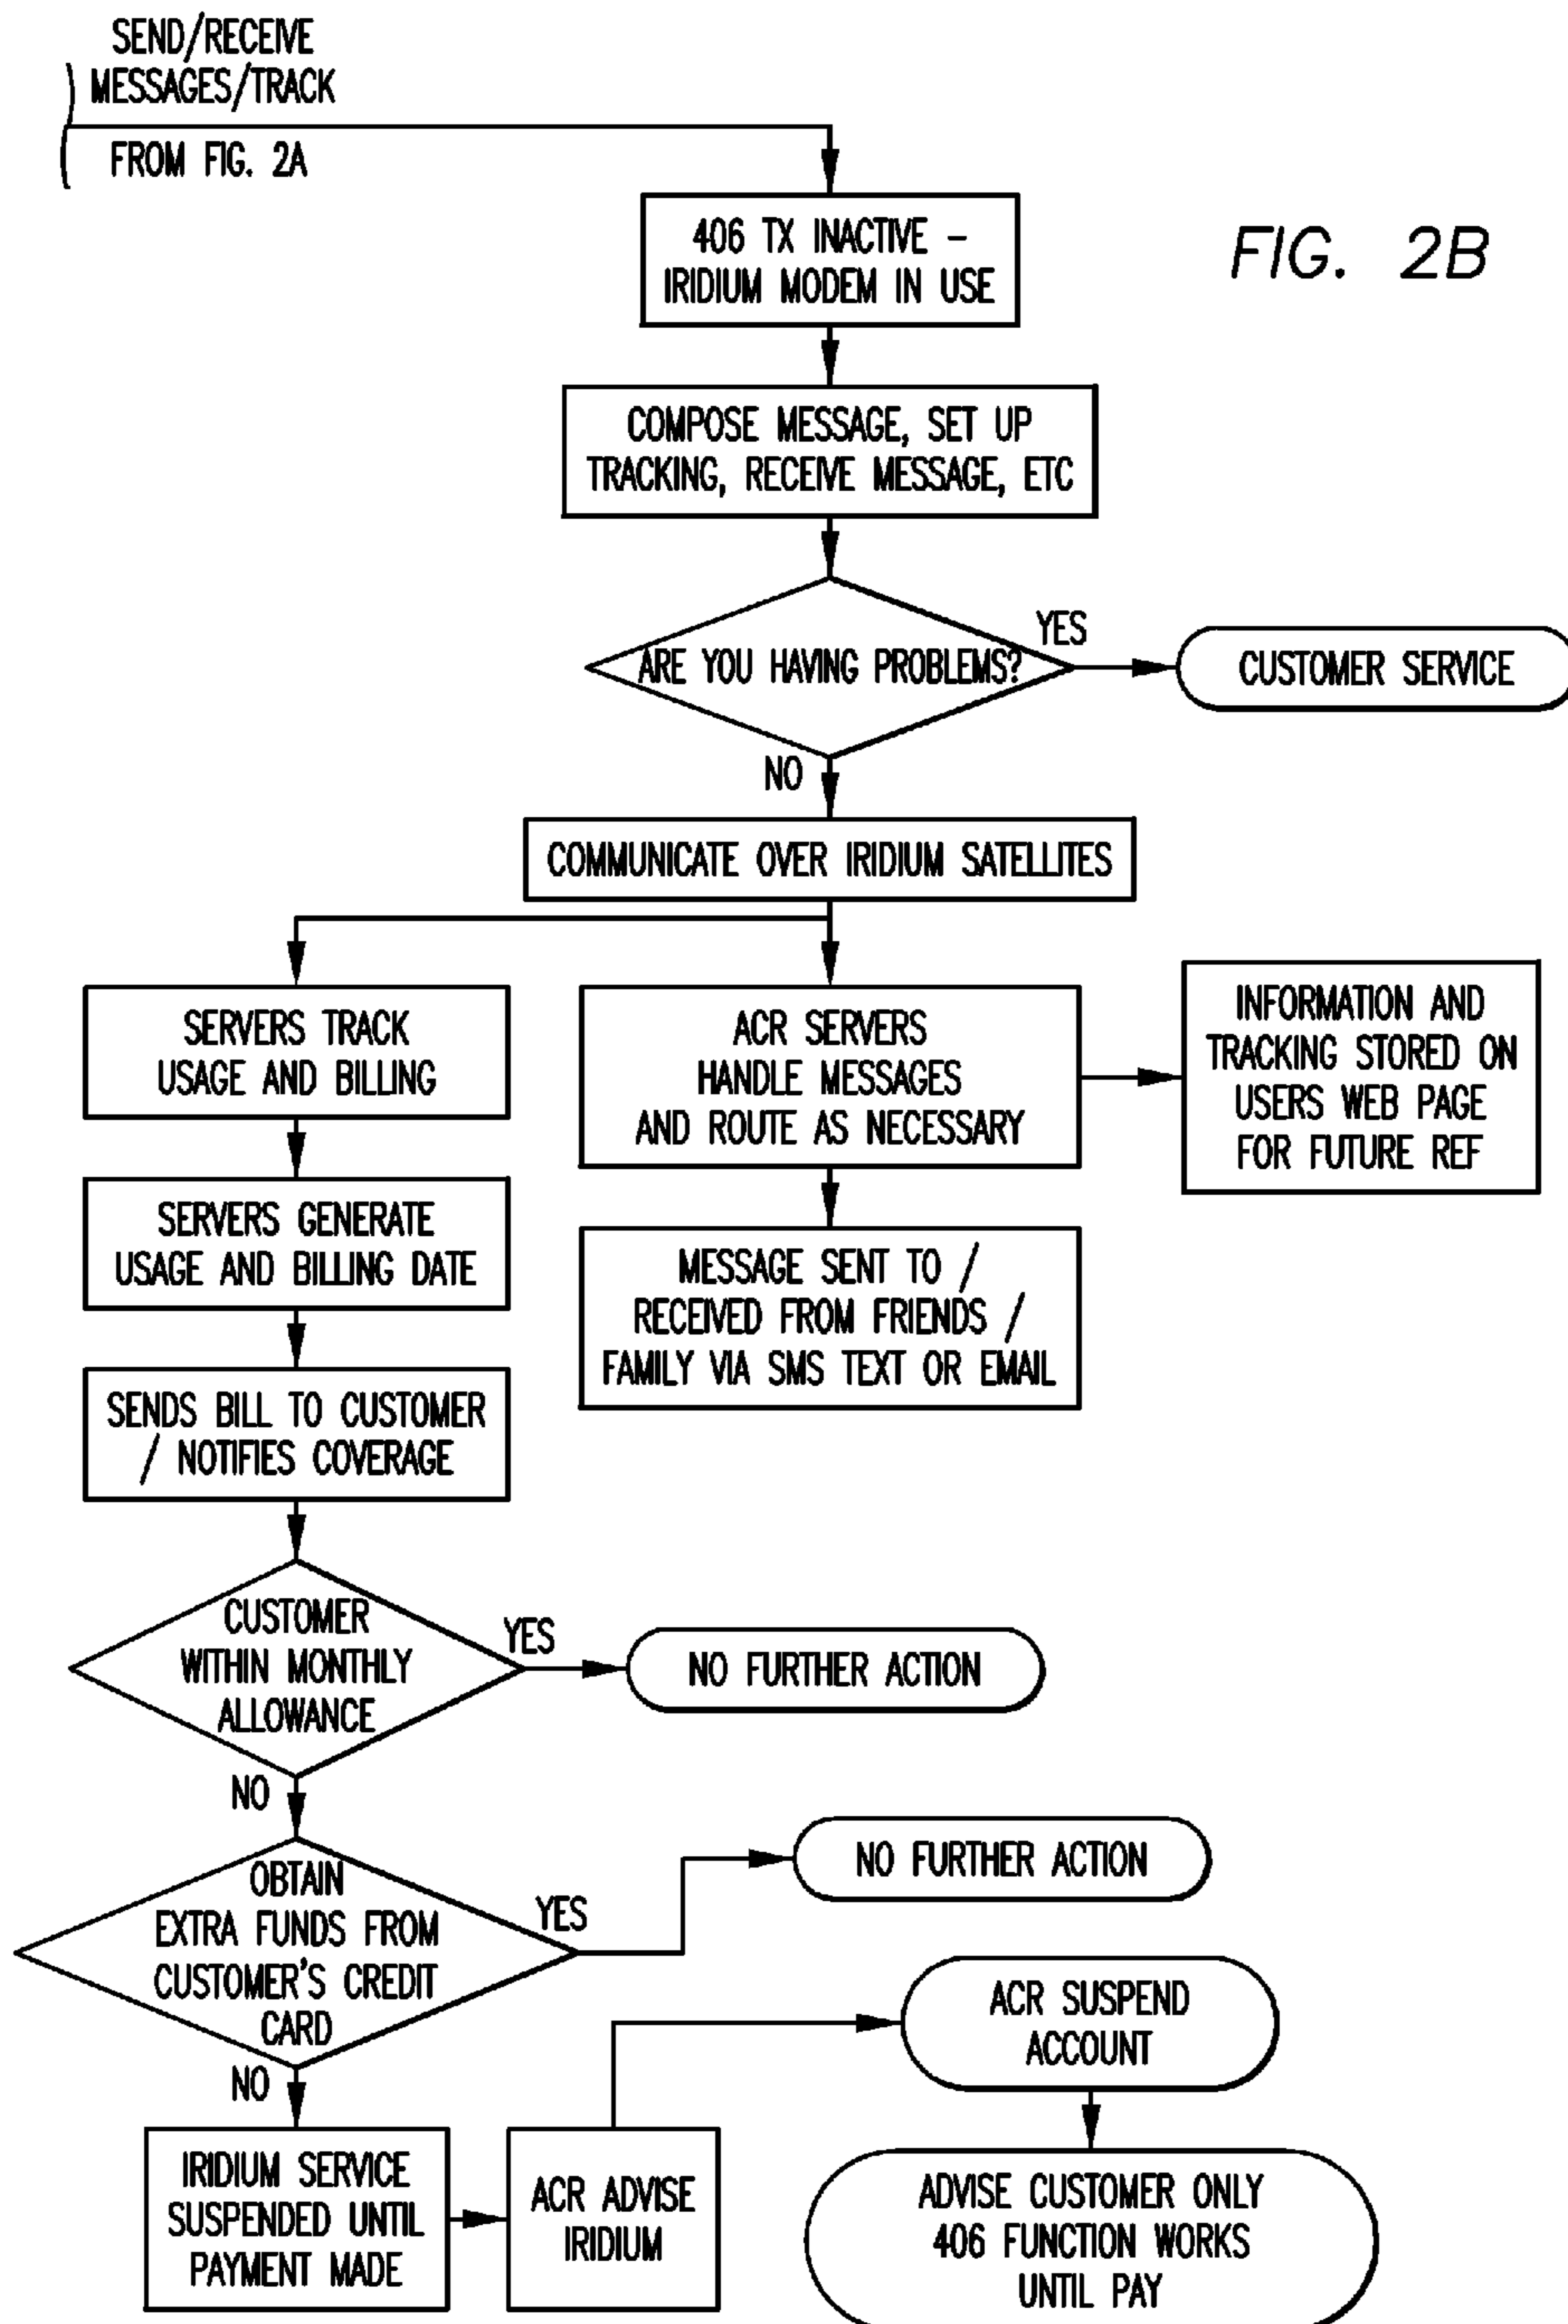 SEND/RECEIVE
MESSAGES/TRACK
FROM FIG. 2A
FIG. 2B
406 TX INACTIVE –
IRIDIUM MODEM IN USE
COMPOSE MESSAGE, SET UP
TRACKING, RECEIVE MESSAGE, ETC
ARE YOU HAVING PROBLEMS?
YES
CUSTOMER SERVICE
NO
COMMUNICATE OVER IRIDIUM SATELLITES
SERVERS TRACK
USAGE AND BILLING
ACR SERVERS
HANDLE MESSAGES
AND ROUTE AS NECESSARY
INFORMATION AND
TRACKING STORED ON
USERS WEB PAGE
FOR FUTURE REF
SERVERS GENERATE
USAGE AND BILLING DATE
MESSAGE SENT TO /
RECEIVED FROM FRIENDS /
FAMILY VIA SMS TEXT OR EMAIL
SENDS BILL TO CUSTOMER
/ NOTIFIES COVERAGE
CUSTOMER
WITHIN MONTHLY
ALLOWANCE
YES
NO FURTHER ACTION
NO
OBTAIN
EXTRA FUNDS FROM
CUSTOMER'S CREDIT
CARD
YES
NO FURTHER ACTION
NO
IRIDIUM SERVICE
SUSPENDED UNTIL
PAYMENT MADE
ACR ADVISE
IRIDIUM
ACR SUSPEND
ACCOUNT
ADVISE CUSTOMER ONLY
406 FUNCTION WORKS
UNTIL PAY